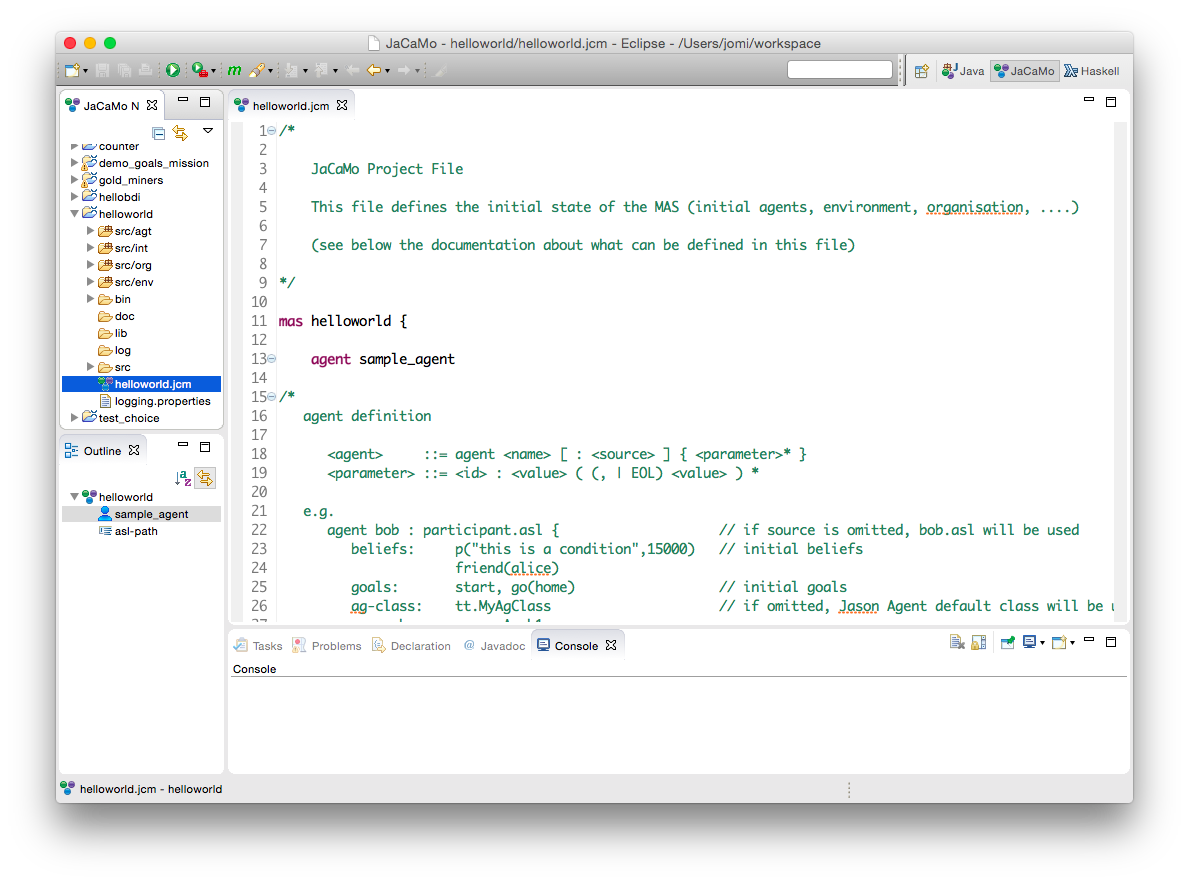 JaCaMo - helloworld/helloworld.jcm - Eclipse - /Users/jomi/workspace
m
Java
JaCaMo
Haskell
JaCaMo N
counter
demo_goals_mission
gold_miners
hellobdi
helloworld
src/agt
src/int
src/org
src/env
bin
doc
lib
log
src
helloworld.jcm
logging.properties
test_choice
Outline
helloworld
sample_agent
asl-path
helloworld.jcm
1 /*
2
3 JaCaMo Project File
4
5 This file defines the initial state of the MAS (initial agents, environment, organisation, ....)
6
7 (see below the documentation about what can be defined in this file)
8
9 */
10
11 mas helloworld {
12
13 agent sample_agent
14
15 /*
16 agent definition
17
18 <agent> ::= agent <name> [ : <source> ] { <parameter>* }
19 <parameter> ::= <id> : <value> ( (, | EOL) <value> ) *
20
21 e.g.
22 agent bob : participant.asl { // if source is omitted, bob.asl will be used
23 beliefs: p("this is a condition",15000) // initial beliefs
24 friend(alice)
25 goals: start, go(home) // initial goals
26 ag-class: tt.MyAgClass // if omitted, Jason Agent default class will be
Tasks
Problems
Declaration
@ Javadoc
Console
Console
helloworld.jcm - helloworld